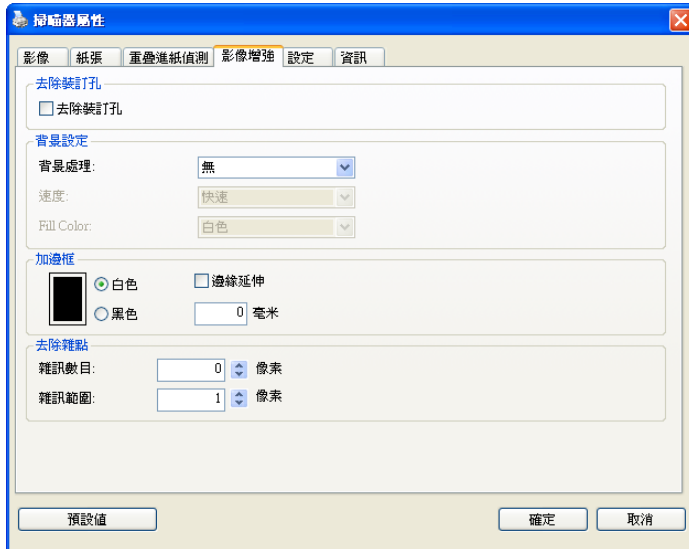 掃瞄器屬性
影像 紙張 重疊進紙偵測 影像增強 設定 資訊
去除裝訂孔
去除裝訂孔
背景設定
背景處理: 無
速度: 快速
Fill Color: 白色
加邊框
白色 邊緣延伸
黑色 0 毫米
去除雜點
雜訊數目: 0 像素
雜訊範圍: 1 像素
預設值 確定 取消